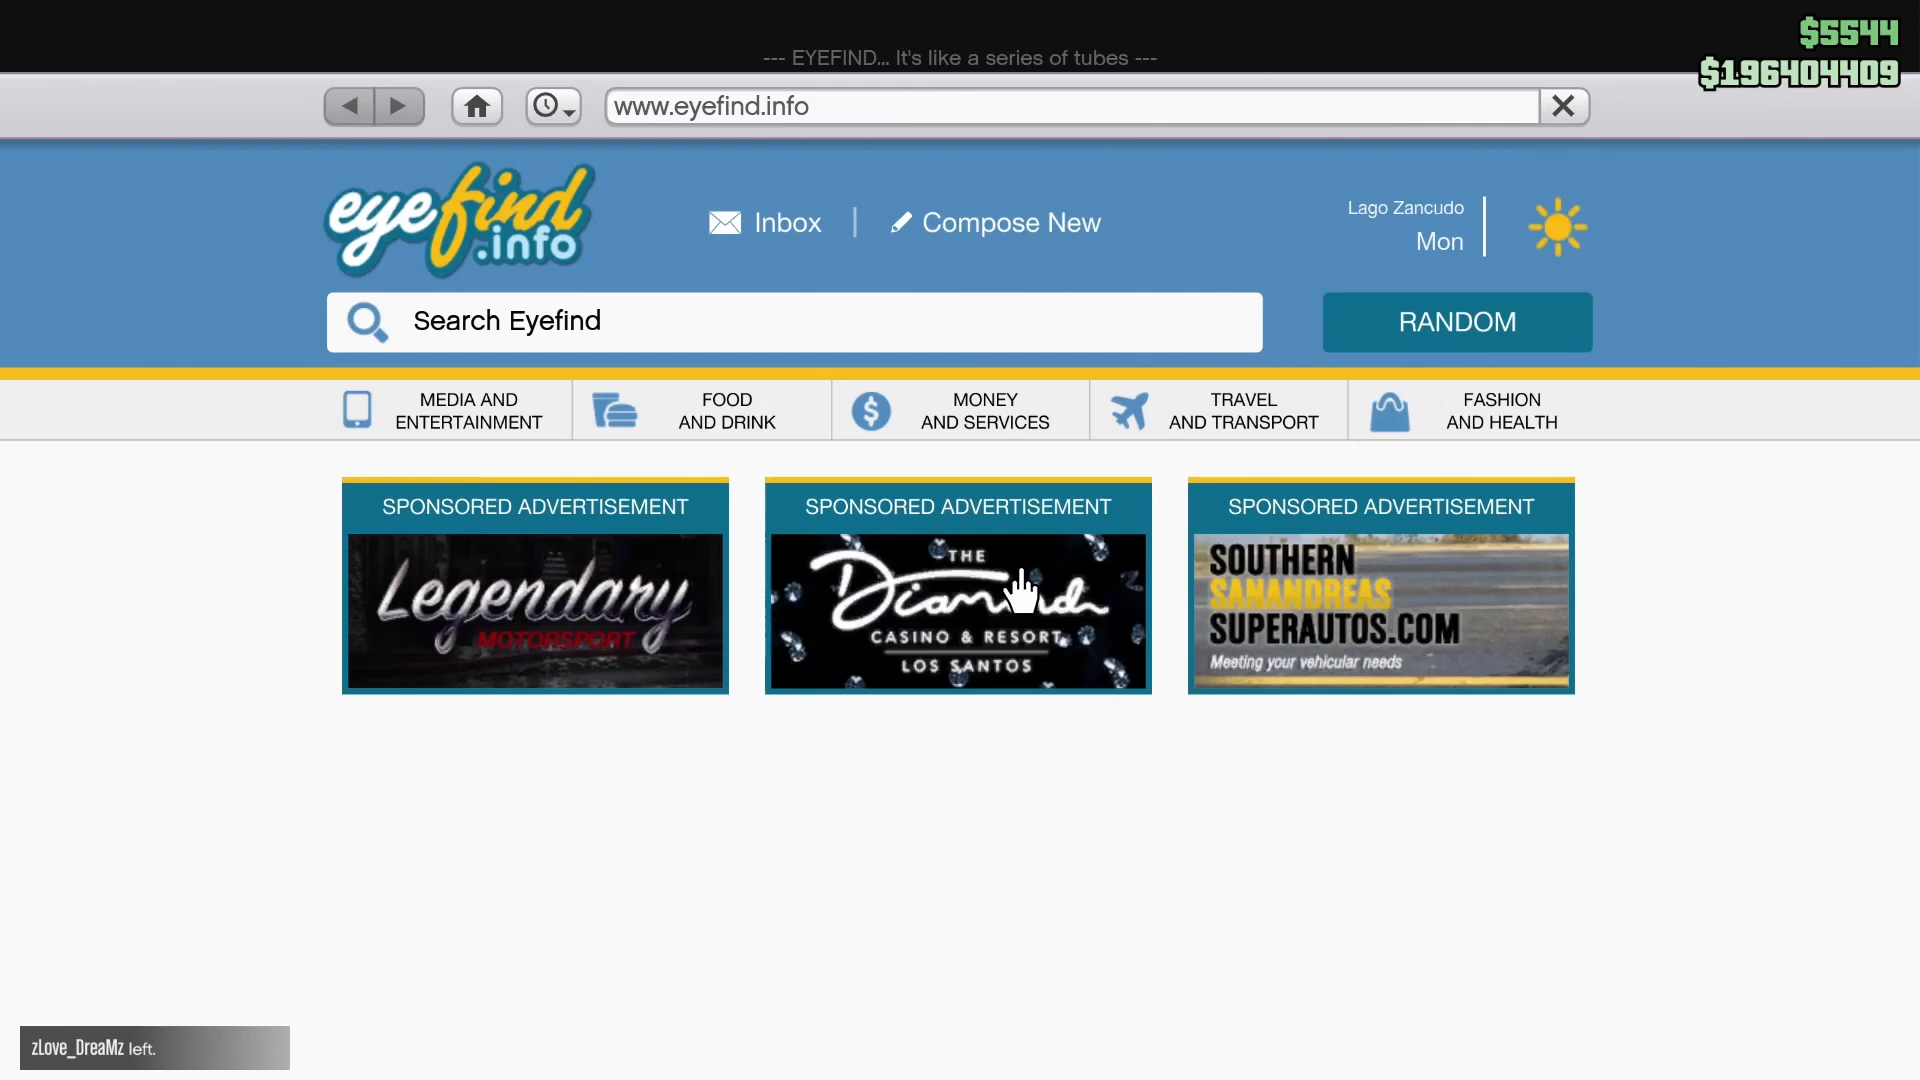 $5544
--- EYEFIND... It's like a series of tubes ---
$196404409
www.eyefind.info
eyefind
.info
Inbox
Compose New
Lago Zancudo
Mon
Search Eyefind
RANDOM
MEDIA AND
ENTERTAINMENT
FOOD
AND DRINK
MONEY
AND SERVICES
TRAVEL
AND TRANSPORT
FASHION
AND HEALTH
SPONSORED ADVERTISEMENT
Legendary
MOTORSPORT
SPONSORED ADVERTISEMENT
THE
Diamond
CASINO & RESORT
LOS SANTOS
SPONSORED ADVERTISEMENT
SOUTHERN
SANANDREAS
SUPERAUTOS.COM
Meeting your vehicular needs
zLove_DreaMz left.